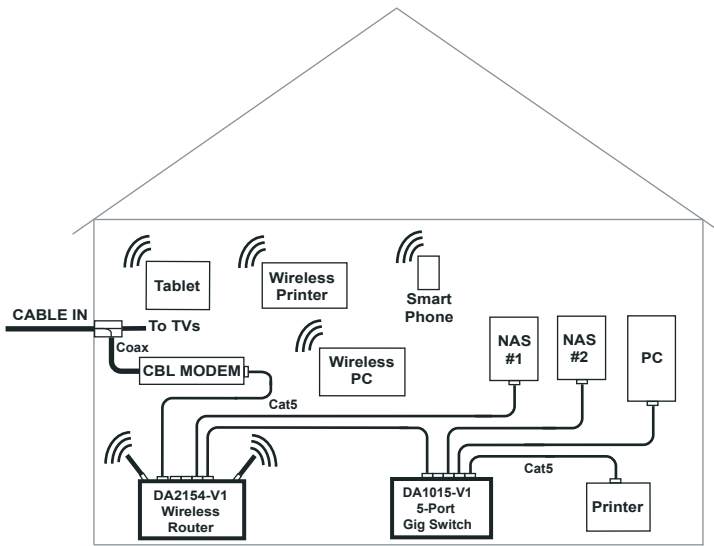 Tablet
Wireless
Printer
Smart
Phone
CABLE IN
To TVs
Coax
CBL MODEM
Wireless
PC
NAS
#1
NAS
#2
PC
Cat5
DA2154-V1
Wireless
Router
DA1015-V1
5-Port
Gig Switch
Cat5
Printer